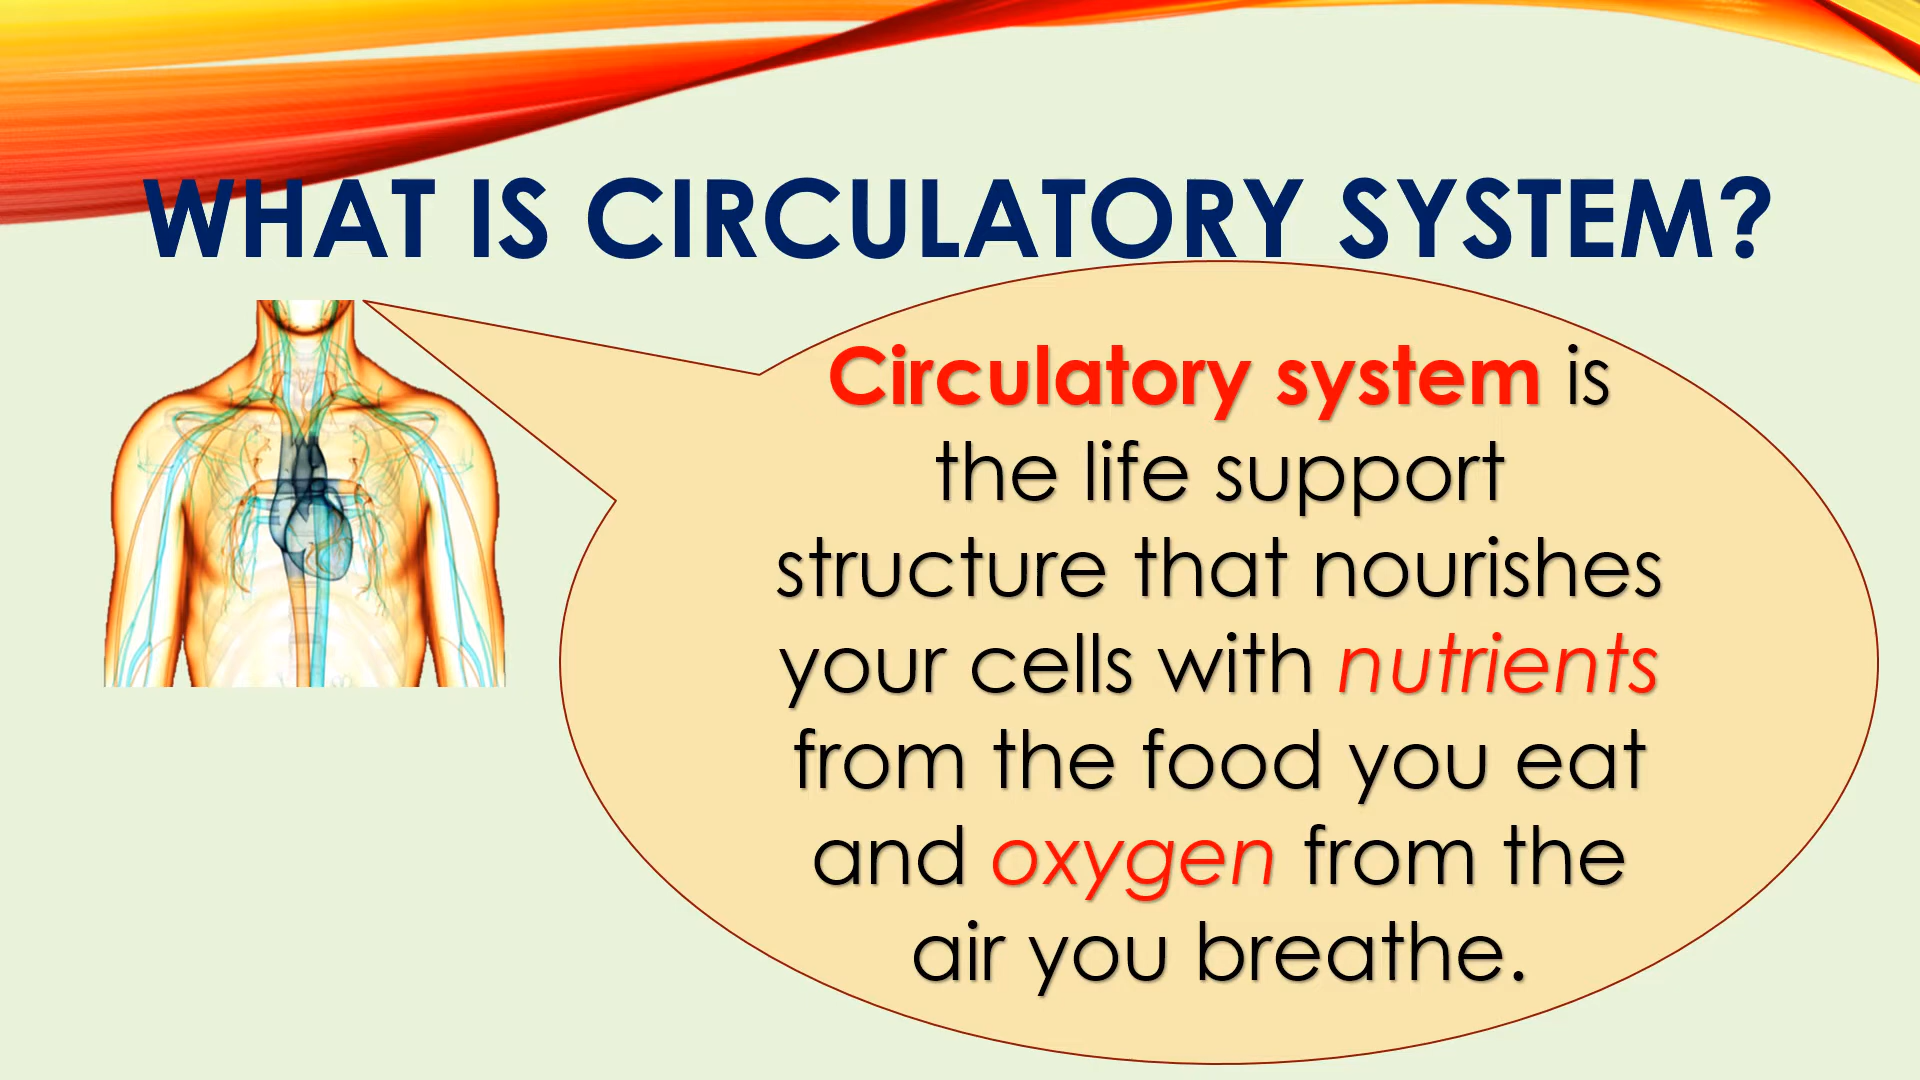 WHAT IS CIRCULATORY SYSTEM?
Circulatory system is
the life support
structure that nourishes
your cells with nutrients
from the food you eat
and oxygen from the
air you breathe.